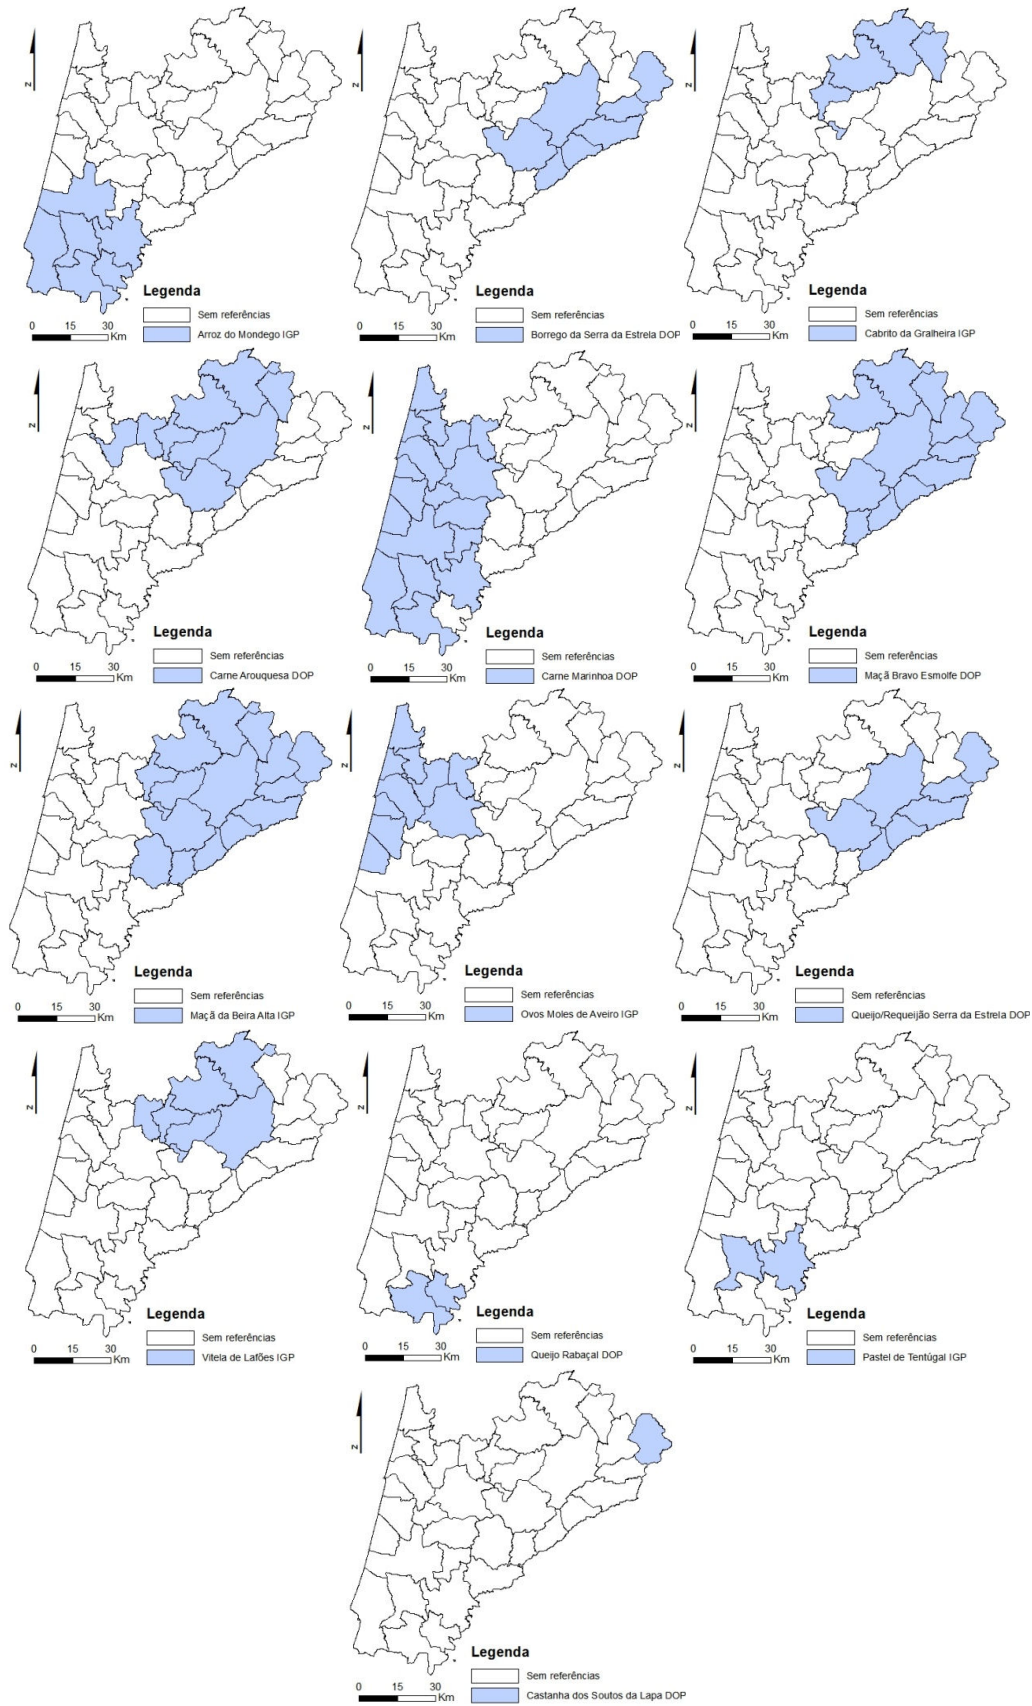 N
Legenda
Sem referências
Arroz do Mondego IGP
0 15 30
Km
N
Legenda
Sem referências
Borrego da Serra da Estrela DOP
0 15 30
Km
N
Legenda
Sem referências
Cabrito da Gralheira IGP
0 15 30
Km
N
Legenda
Sem referências
Carne Arouquesa DOP
0 15 30
Km
N
Legenda
Sem referências
Carne Marinhoa DOP
0 15 30
Km
N
Legenda
Sem referências
Maçã Bravo Esmolfe DOP
0 15 30
Km
N
Legenda
Sem referências
Maçã da Beira Alta IGP
0 15 30
Km
N
Legenda
Sem referências
Ovos Moles de Aveiro IGP
0 15 30
Km
N
Legenda
Sem referências
Queijo/Requeijão Serra da Estrela DOP
0 15 30
Km
N
Legenda
Sem referências
Vitela de Lafões IGP
0 15 30
Km
N
Legenda
Sem referências
Queijo Rabaçal DOP
0 15 30
Km
N
Legenda
Sem referências
Pastel de Tentúgal IGP
0 15 30
Km
N
Legenda
Sem referências
Castanha dos Soutos da Lapa DOP
0 15 30
Km